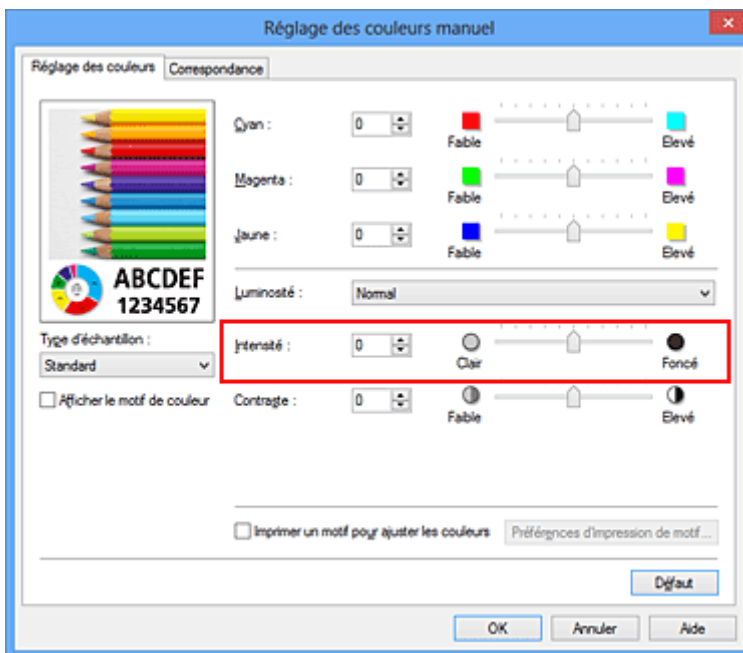 Réglage des couleurs manuel
Réglage des couleurs
Correspondance
ABCDEF
1234567
Type d'échantillon :
Standard
Afficher le motif de couleur
Cyan :
0
Faible
Elevé
Magenta :
0
Faible
Elevé
Jaune :
0
Faible
Elevé
Luminosité :
Normal
Intensité :
0
Clair
Foncé
Contraste :
0
Faible
Elevé
Imprimer un motif pour ajuster les couleurs
Préférences d'impression de motif...
Défaut
OK
Annuler
Aide